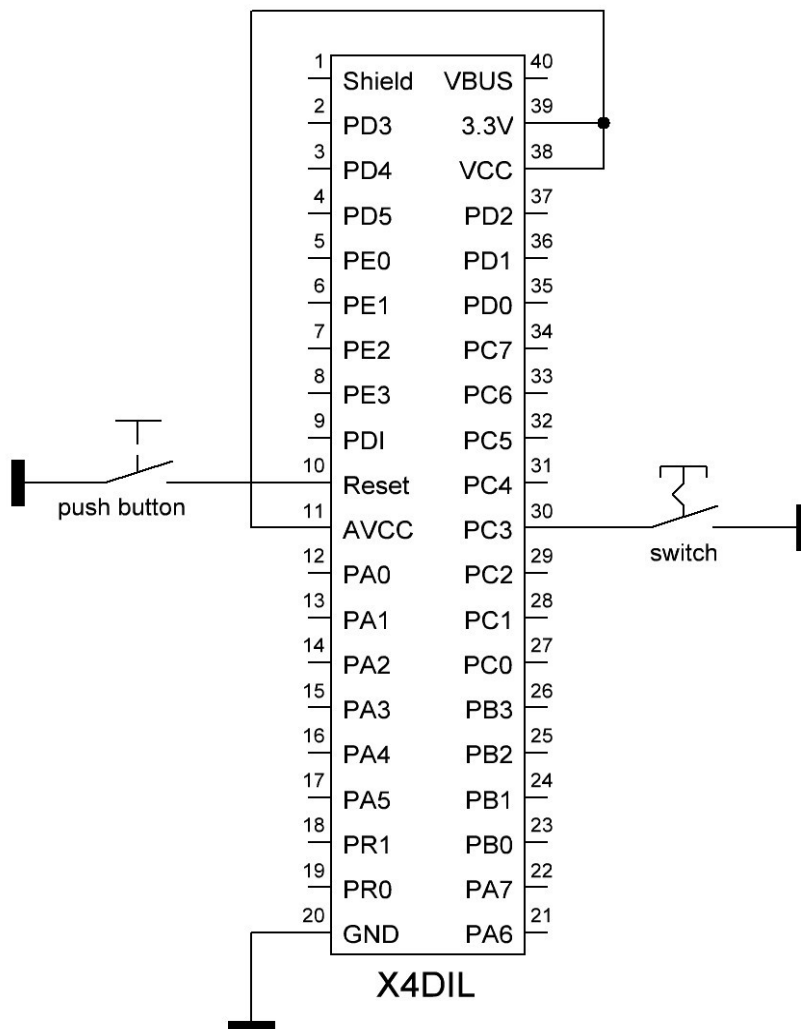 1 Shield VBUS 40
2 PD3 3.3V 39
3 PD4 VCC 38
4 PD5 PD2 37
5 PE0 PD1 36
6 PE1 PD0 35
7 PE2 PC7 34
8 PE3 PC6 33
9 PDI PC5 32
10 Reset PC4 31
push button
11 AVCC PC3 30
switch
12 PA0 PC2 29
13 PA1 PC1 28
14 PA2 PC0 27
15 PA3 PB3 26
16 PA4 PB2 25
17 PA5 PB1 24
18 PR1 PB0 23
19 PR0 PA7 22
20 GND PA6 21
X4DIL